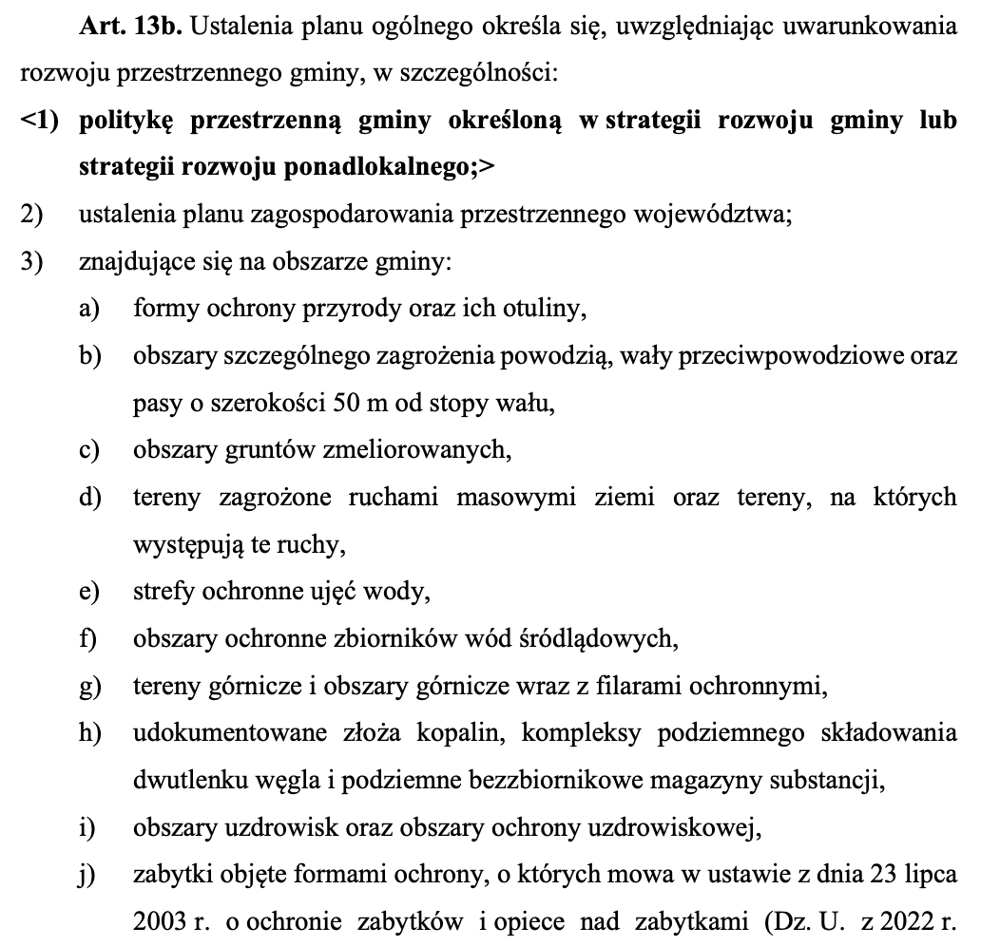 Art. 13b. Ustalenia planu ogólnego określa się, uwzględniając uwarunkowania
rozwoju przestrzennego gminy, w szczególności:
<1) politykę przestrzenną gminy określoną w strategii rozwoju gminy lub
strategii rozwoju ponadlokalnego;>
2) ustalenia planu zagospodarowania przestrzennego województwa;
3) znajdujące się na obszarze gminy:
a) formy ochrony przyrody oraz ich otuliny,
b) obszary szczególnego zagrożenia powodzią, wały przeciwpowodziowe oraz
pasy o szerokości 50 m od stopy wału,
c) obszary gruntów zmeliorowanych,
d) tereny zagrożone ruchami masowymi ziemi oraz tereny, na których
występują te ruchy,
e) strefy ochronne ujęć wody,
f) obszary ochronne zbiorników wód śródlądowych,
g) tereny górnicze i obszary górnicze wraz z filarami ochronnymi,
h) udokumentowane złoża kopalin, kompleksy podziemnego składowania
dwutlenku węgla i podziemne bezzbiornikowe magazyny substancji,
i) obszary uzdrowisk oraz obszary ochrony uzdrowiskowej,
j) zabytki objęte formami ochrony, o których mowa w ustawie z dnia 23 lipca
2003 r. o ochronie zabytków i opiece nad zabytkami (Dz. U. z 2022 r.